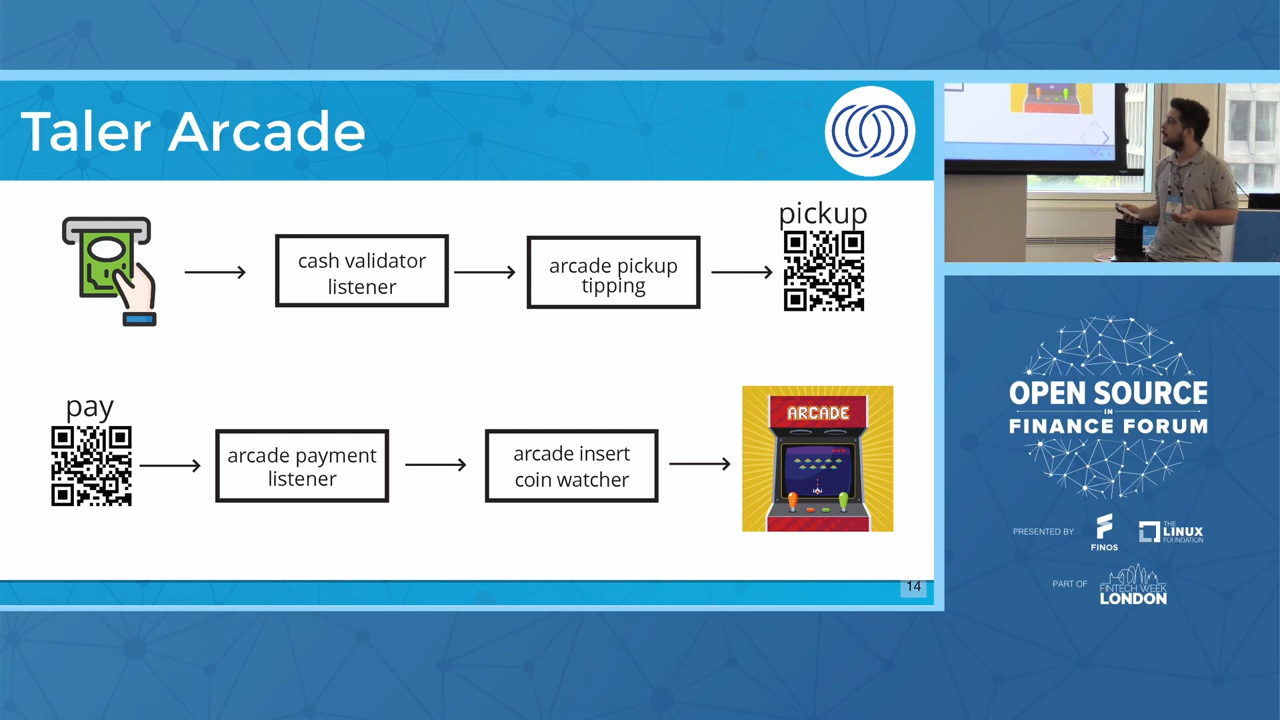 Taler Arcade
cash validator
listener
arcade pickup
tipping
pickup
pay
arcade payment
listener
arcade insert
coin watcher
ARCADE
14
OPEN SOURCE
IN
FINANCE FORUM
PRESENTED BY
FINOS
THE
LINUX
FOUNDATION
PART OF
FINTECH WEEK
LONDON